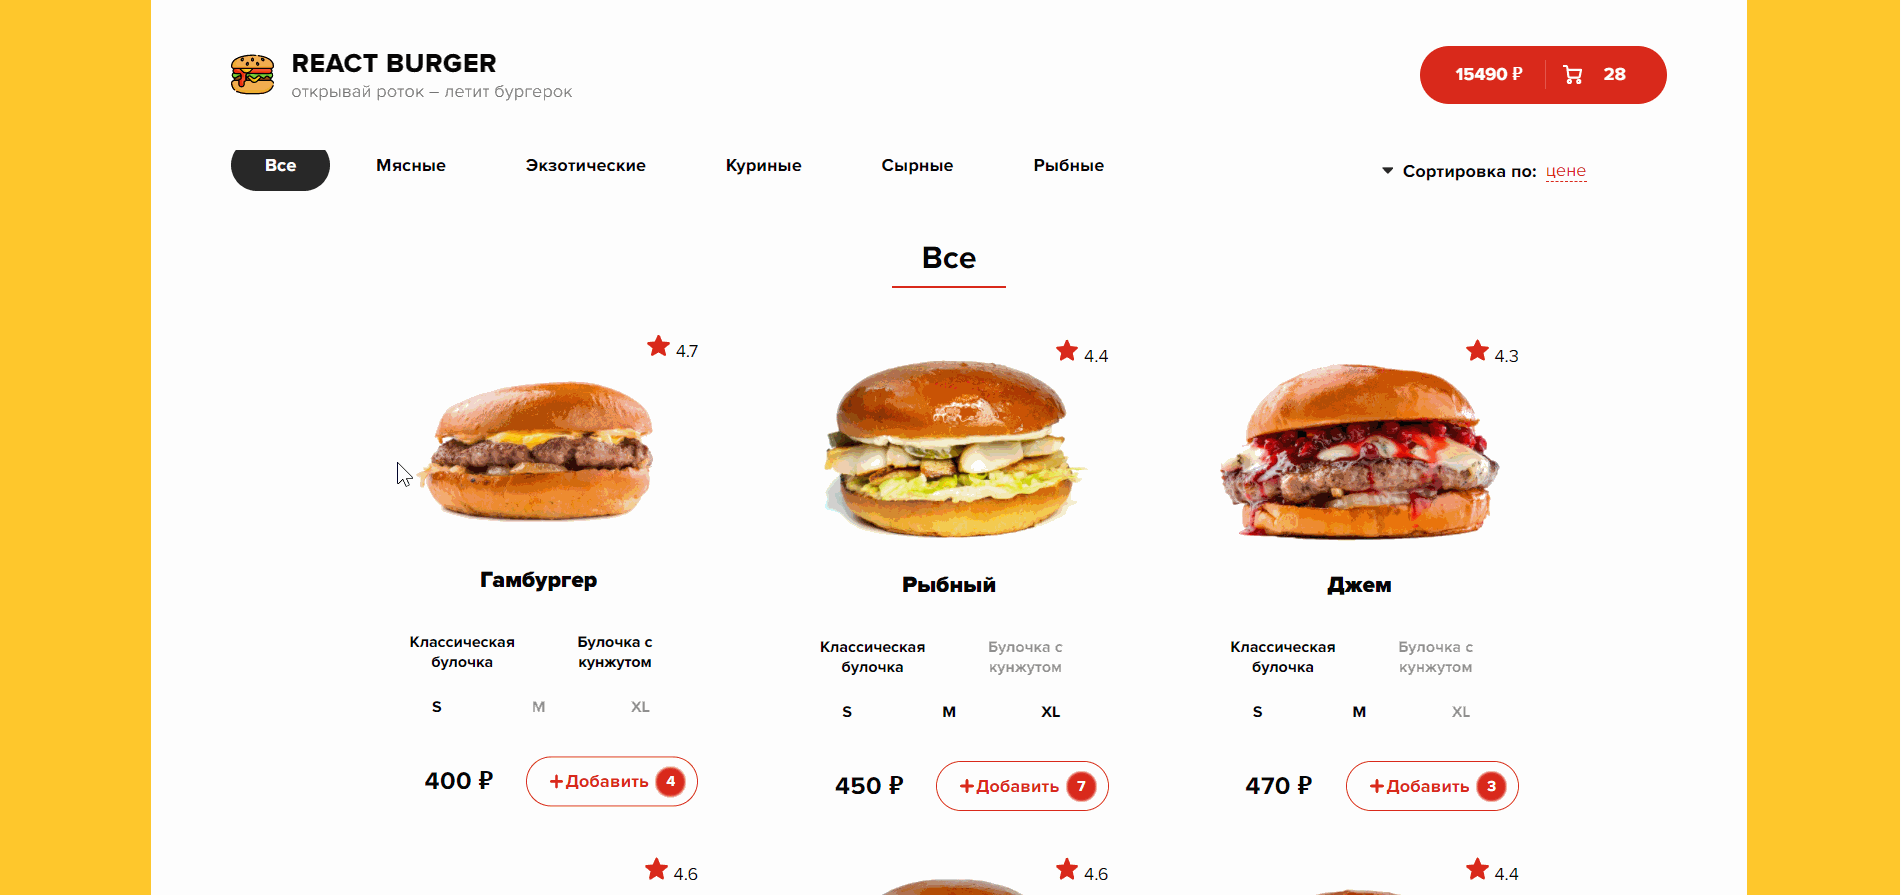 REACT BURGER
открывай роток – летит бургерок
15490 ₽ 28
Все Мясные Экзотические Куриные Сырные Рыбные
Сортировка по: цене
Все
4.7 4.4 4.3
Гамбургер Рыбный Джем
Классическая Булочка с Классическая Булочка с Классическая Булочка с
булочка кунжутом булочка кунжутом булочка кунжутом
S M XL S M XL S M XL
400 ₽ +Добавить 4 450 ₽ +Добавить 7 470 ₽ +Добавить 3
4.6 4.6 4.4